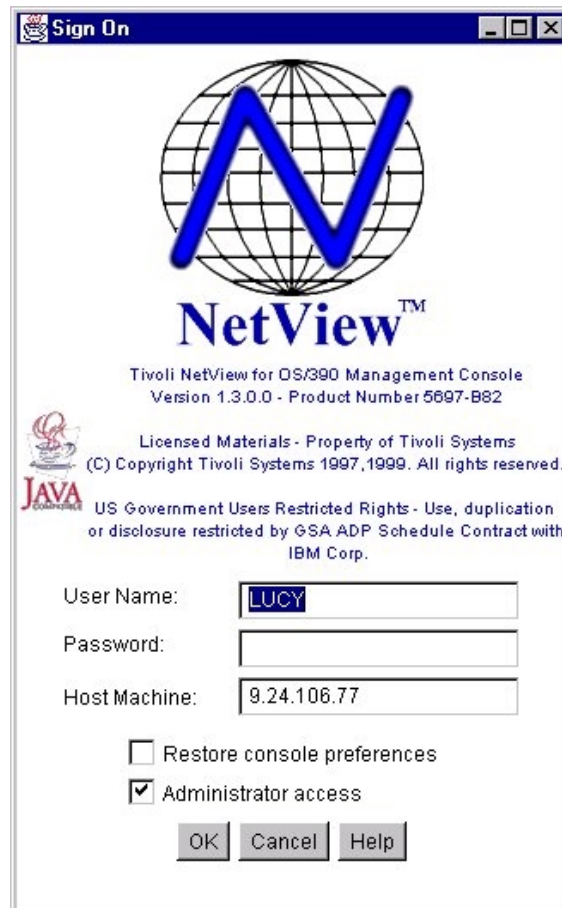 Sign On
NetView™
Tivoli NetView for OS/390 Management Console
Version 1.3.0.0 - Product Number 5697-B82
Licensed Materials - Property of Tivoli Systems
(C) Copyright Tivoli Systems 1997,1999. All rights reserved.
JAVA
COMPATIBLE
US Government Users Restricted Rights - Use, duplication
or disclosure restricted by GSA ADP Schedule Contract with
IBM Corp.
User Name: LUCY
Password:
Host Machine: 9.24.106.77
Restore console preferences
Administrator access
OK Cancel Help